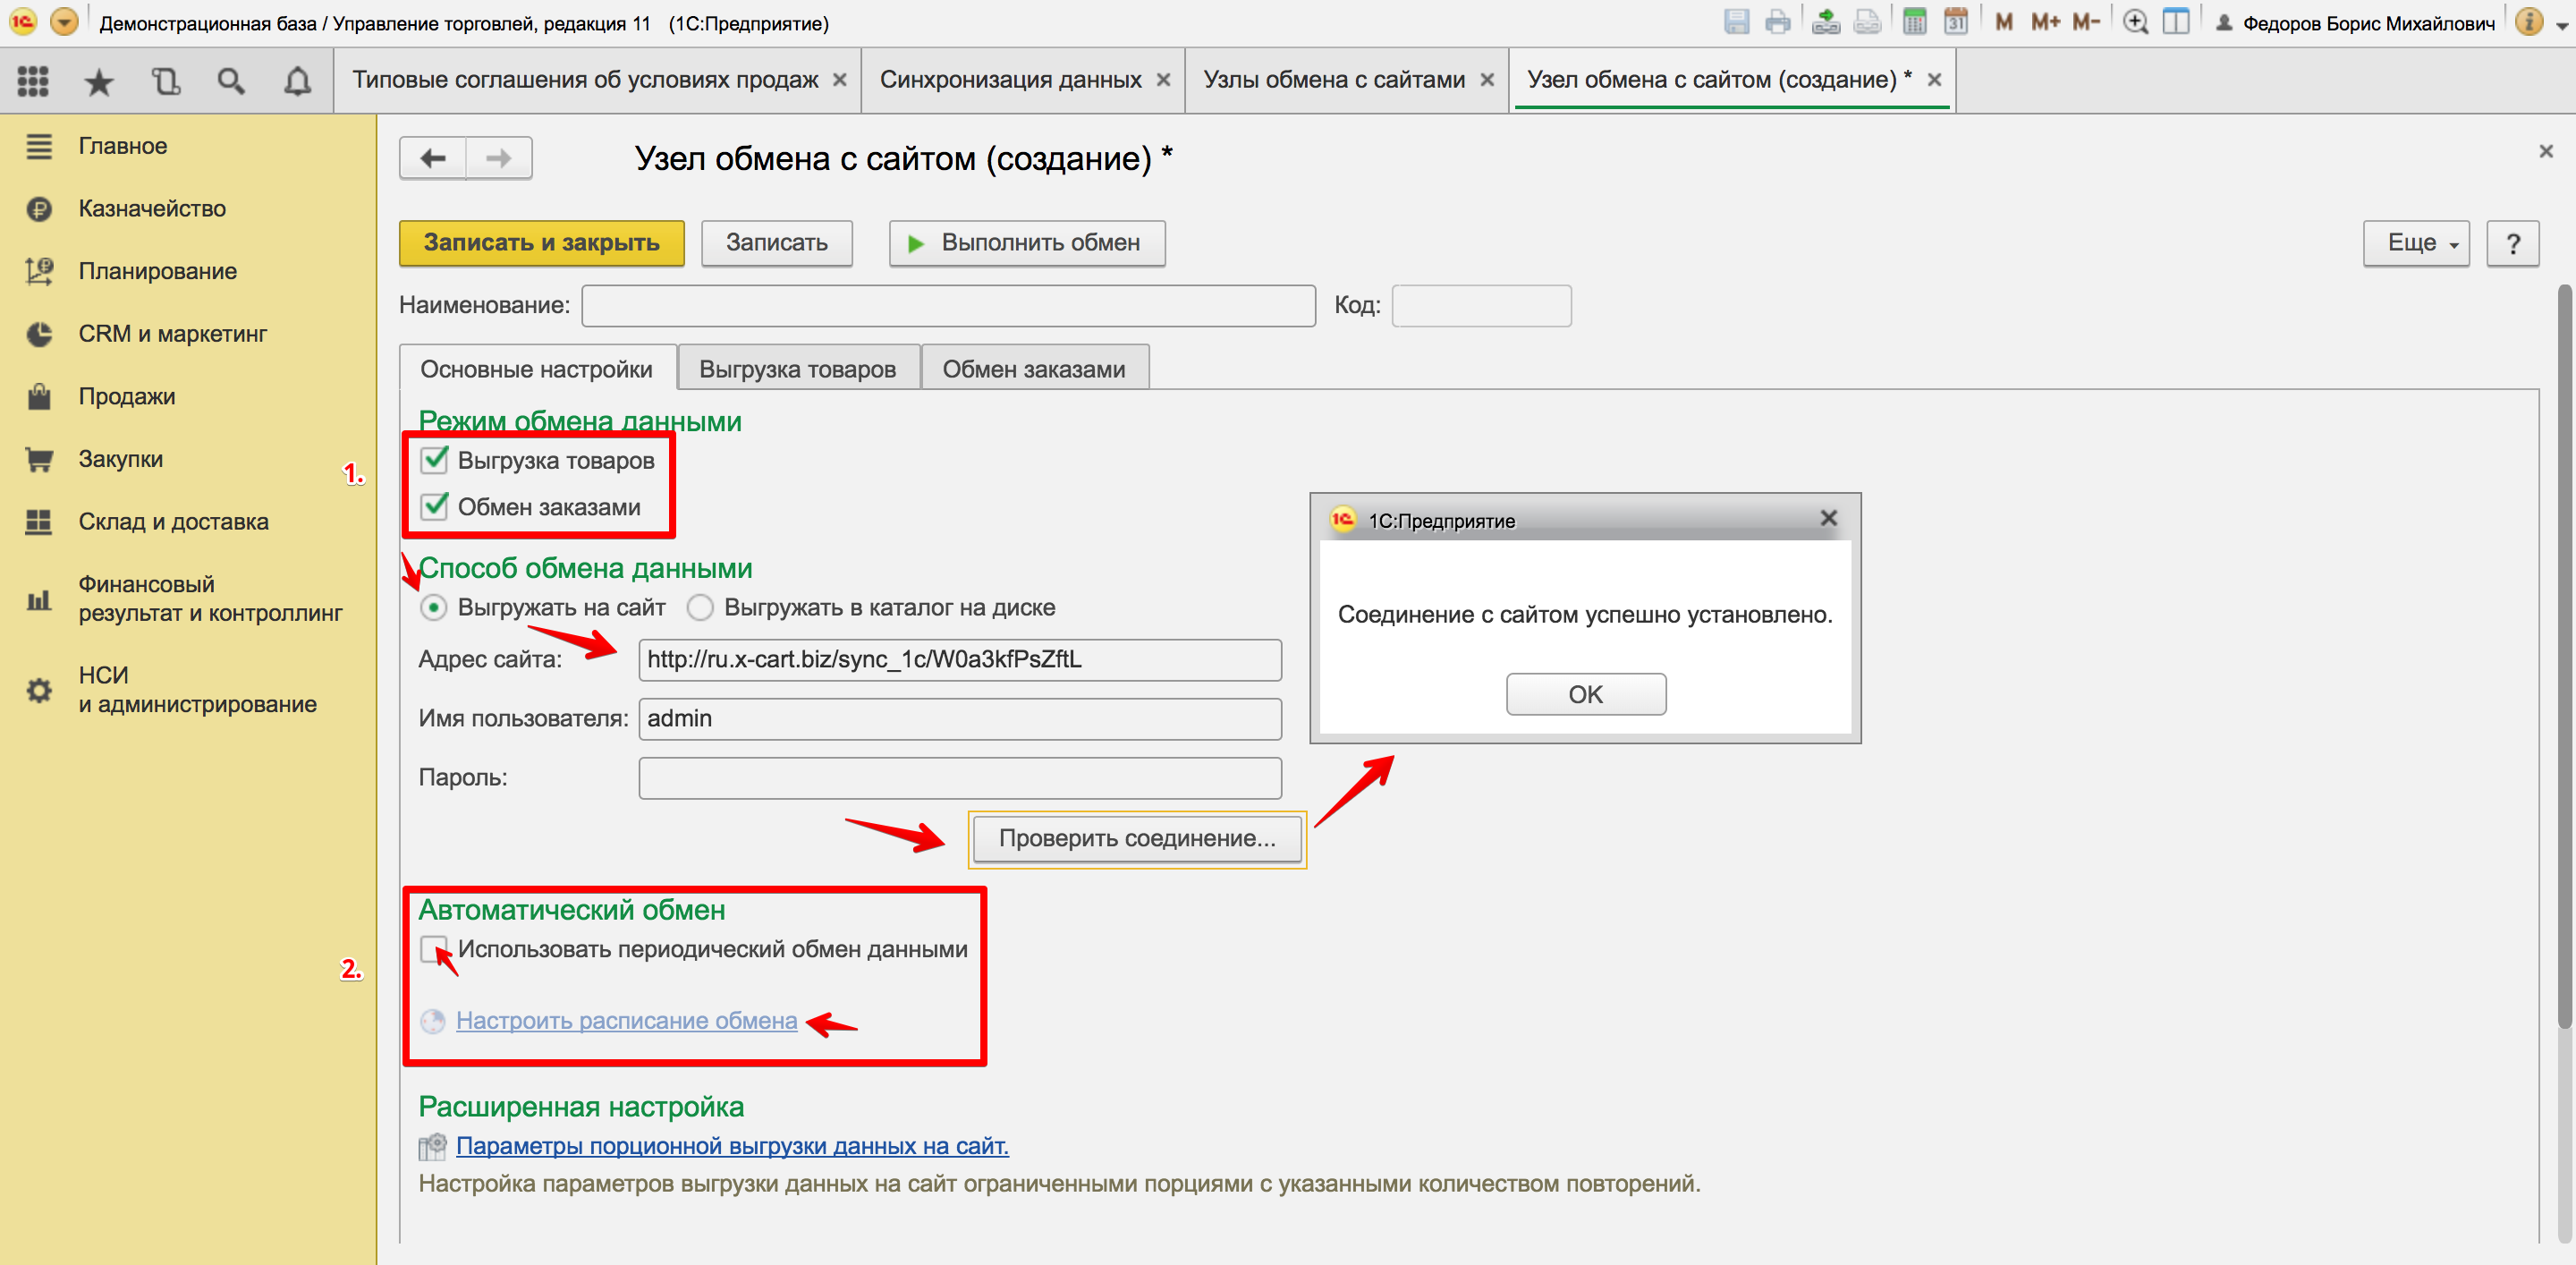 Демонстрационная база / Управление торговлей, редакция 11 (1С:Предприятие)
31 M M+ M- Федоров Борис Михайлович
Типовые соглашения об условиях продаж
Синхронизация данных
Узлы обмена с сайтами
Узел обмена с сайтом (создание) *
Главное
Казначейство
Планирование
CRM и маркетинг
Продажи
Закупки
Склад и доставка
Финансовый
результат и контроллинг
НСИ
и администрирование
Узел обмена с сайтом (создание) *
Записать и закрыть
Записать
Выполнить обмен
Еще
?
Наименование:
Код:
Основные настройки
Выгрузка товаров
Обмен заказами
Режим обмена данными
1.
Выгрузка товаров
Обмен заказами
Способ обмена данными
Выгружать на сайт
Выгружать в каталог на диске
Адрес сайта: http://ru.x-cart.biz/sync_1c/W0a3kfPsZftL
Имя пользователя: admin
Пароль:
Проверить соединение...
1С:Предприятие
Соединение с сайтом успешно установлено.
OK
2.
Автоматический обмен
Использовать периодический обмен данными
Настроить расписание обмена
Расширенная настройка
Параметры порционной выгрузки данных на сайт.
Настройка параметров выгрузки данных на сайт ограниченными порциями с указанными количеством повторений.